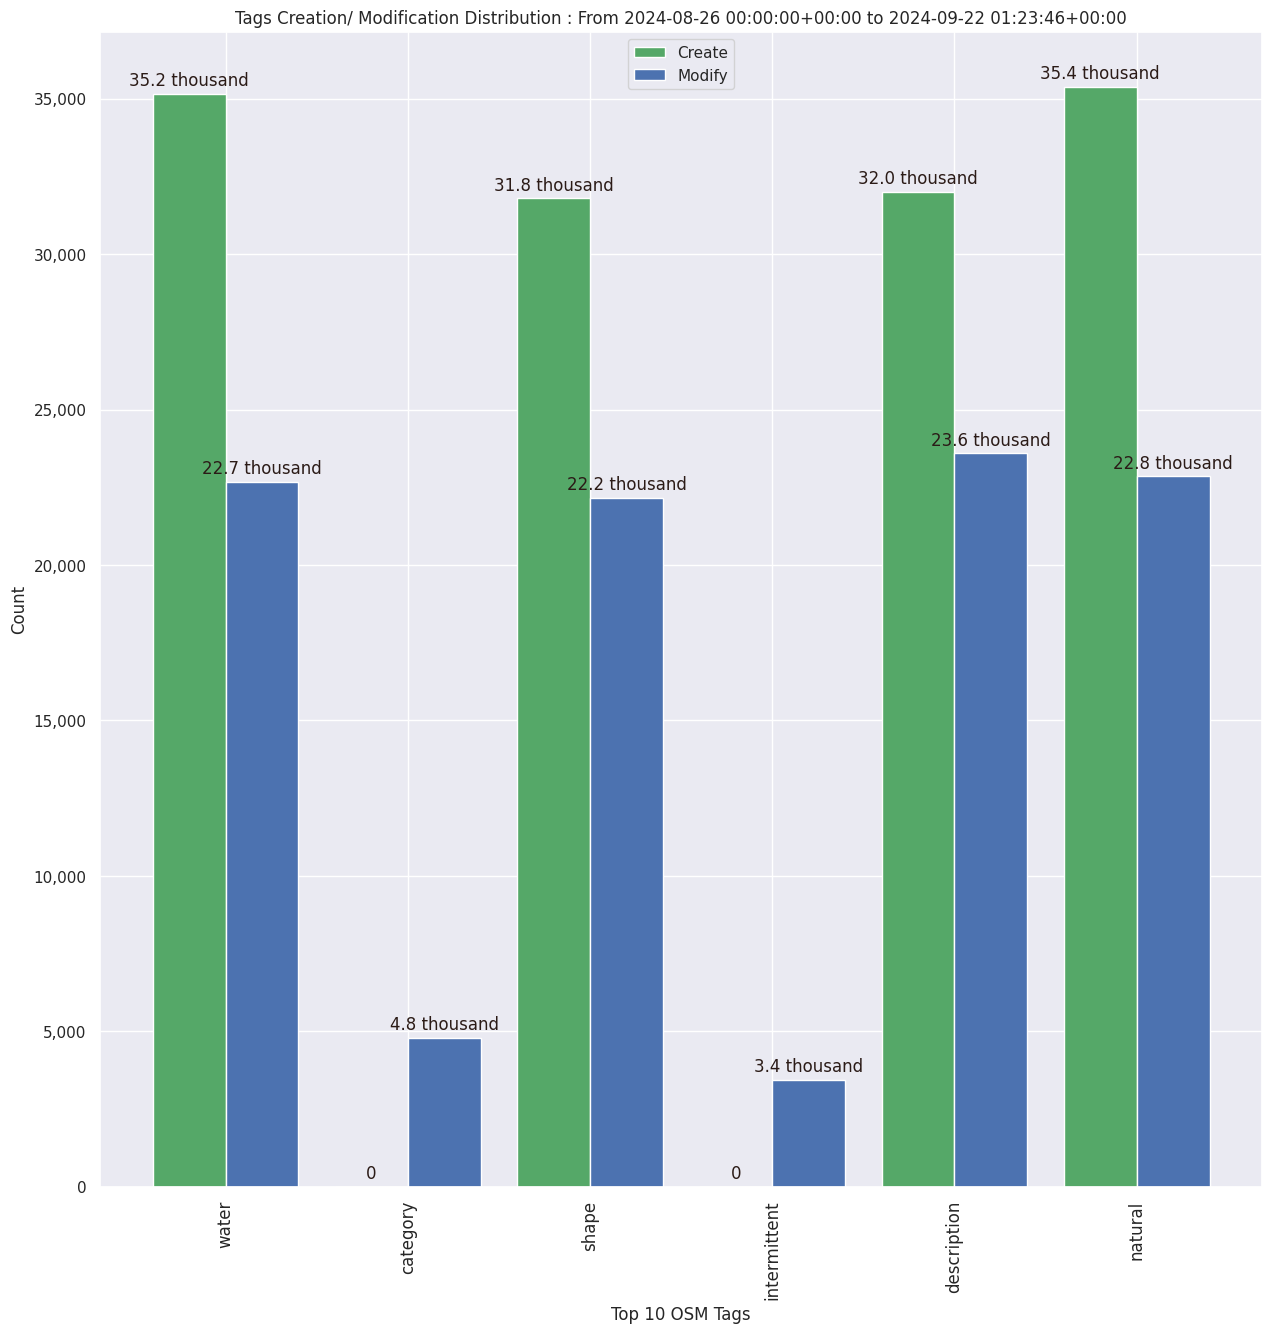 Tags Creation/ Modification Distribution : From 2024-08-26 00:00:00+00:00 to 2024-09-22 01:23:46+00:00
Create
Modify
35.2 thousand
35.4 thousand
31.8 thousand
32.0 thousand
22.7 thousand
22.2 thousand
23.6 thousand
22.8 thousand
4.8 thousand
3.4 thousand
0
0
35,000
30,000
25,000
20,000
15,000
10,000
5,000
0
Count
water
category
shape
intermittent
description
natural
Top 10 OSM Tags